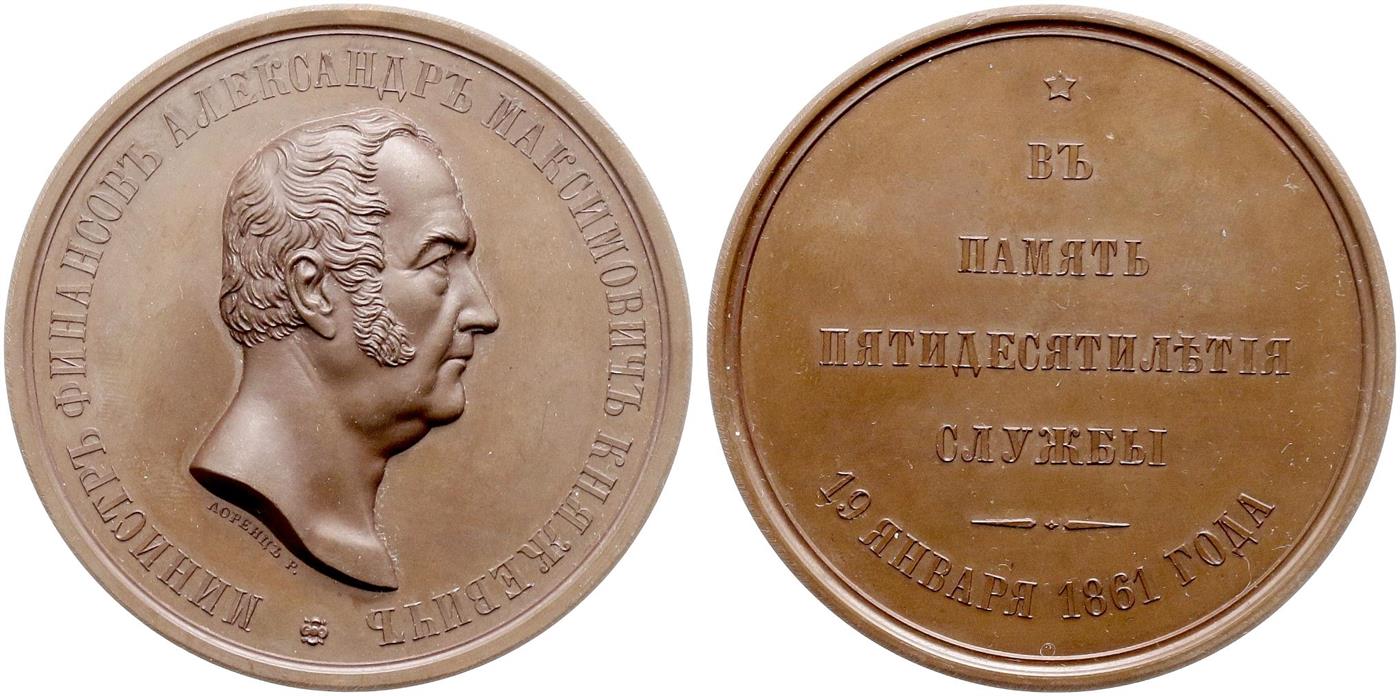 МИНИСТРЪ ФИНАНСОВЪ АЛЕКСАНДРЪ МАКСИМОВИЧЪ КНЯЖЕВИЧЪ
ЛОРЕНЦЪ Р.
ВЪ
ПАМЯТЬ
ПЯТИДЕСЯТИЛѢТІЯ
СЛУЖБЫ
19 ЯНВАРЯ 1861 ГОДА